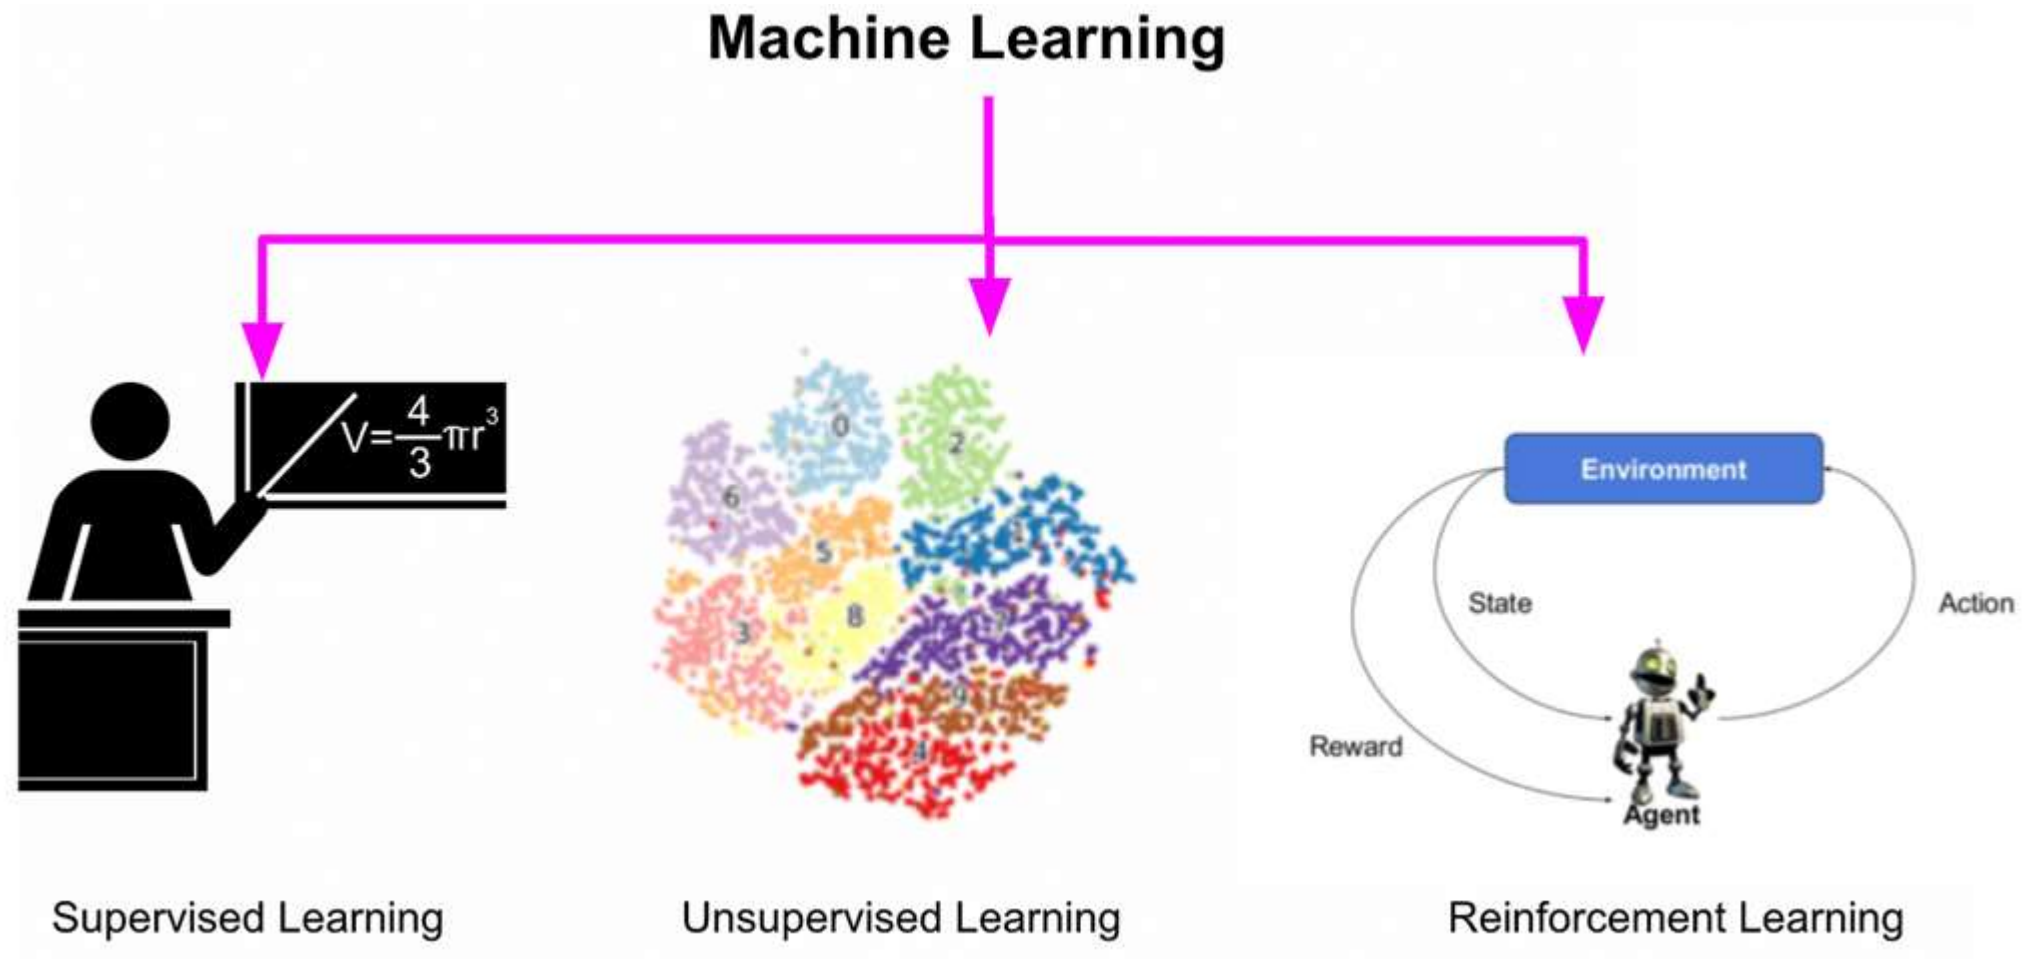 Machine Learning
V=4/3πr³
0
2
6
1
5
8
3
7
9
4
Environment
State
Action
Reward
Agent
Supervised Learning
Unsupervised Learning
Reinforcement Learning